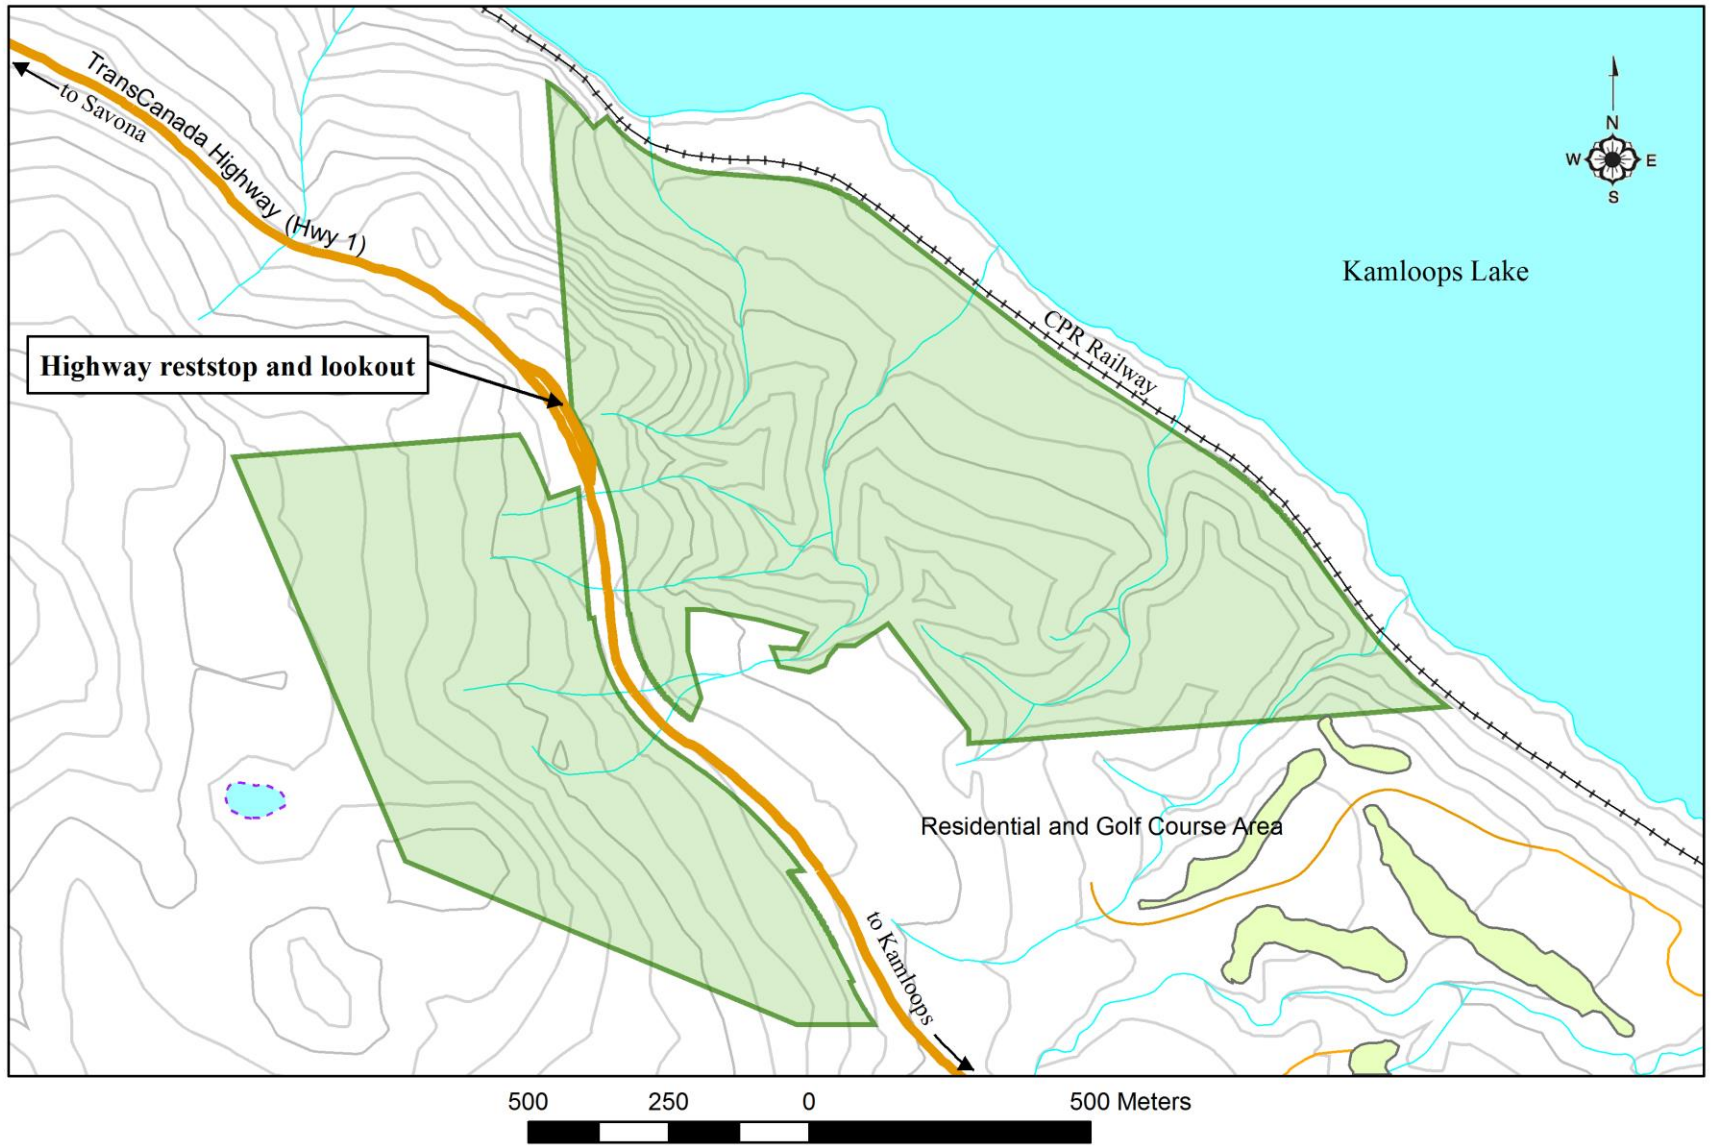 TransCanada Highway (Hwy 1)
to Savona
N
W E
S
Kamloops Lake
CPR Railway
Highway reststop and lookout
Residential and Golf Course Area
to Kamloops
500 250 0 500 Meters